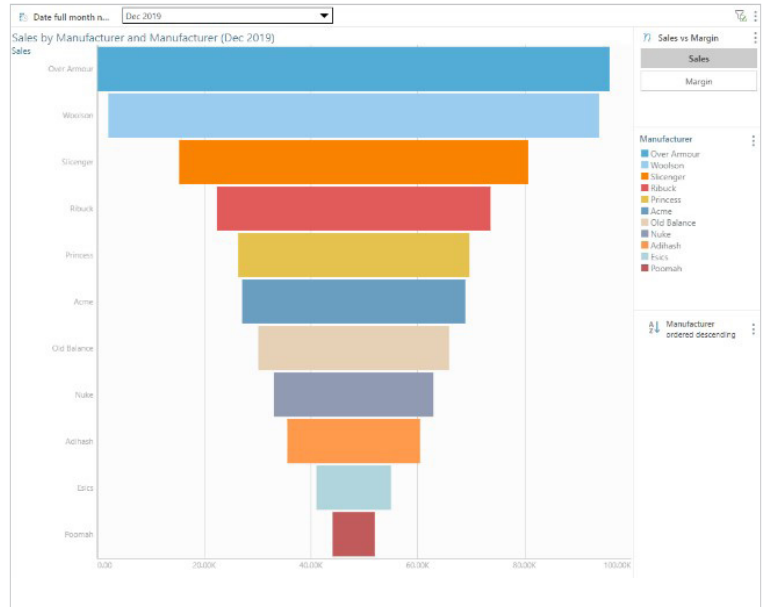 Date full month n...
Dec 2019
Sales by Manufacturer and Manufacturer (Dec 2019)
Sales
Over Armour
Woolson
Slicenger
Ribuck
Princess
Acme
Old Balance
Nuke
Adihash
Esics
Poomah
0.00 20.00K 40.00K 60.00K 80.00K 100.00K
Sales vs Margin
Sales
Margin
Manufacturer
Over Armour
Woolson
Slicenger
Ribuck
Princess
Acme
Old Balance
Nuke
Adihash
Esics
Poomah
A
Z
Manufacturer
ordered descending